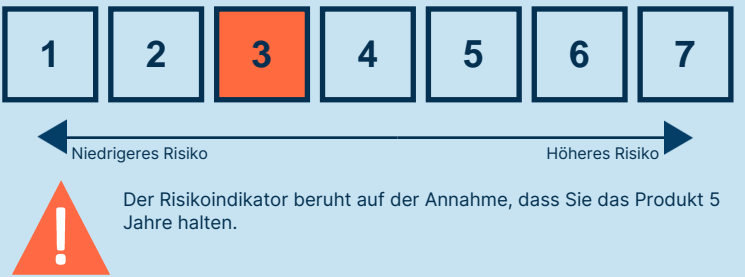 1 2 3 4 5 6 7
Niedrigeres Risiko Höheres Risiko
!
Der Risikoindikator beruht auf der Annahme, dass Sie das Produkt 5
Jahre halten.